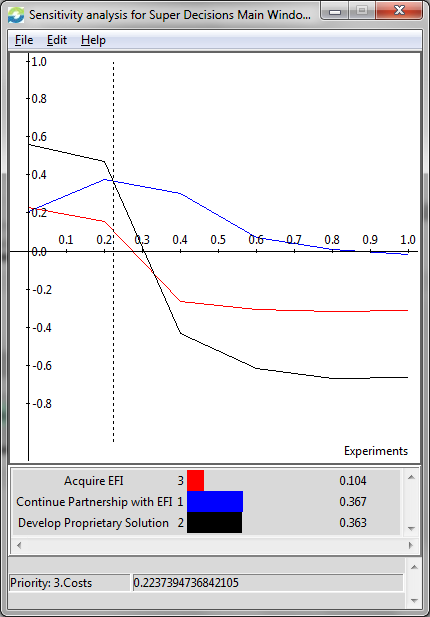 Sensitivity analysis for Super Decisions Main Windo...
File Edit Help
1.0
0.8
0.6
0.4
0.2
0.0
0.1 0.2 0.3 0.4 0.5 0.6 0.7 0.8 0.9 1.0
-0.2
-0.4
-0.6
-0.8
Experiments
Acquire EFI 3 0.104
Continue Partnership with EFI 1 0.367
Develop Proprietary Solution 2 0.363
Priority: 3.Costs 0.2237394736842105